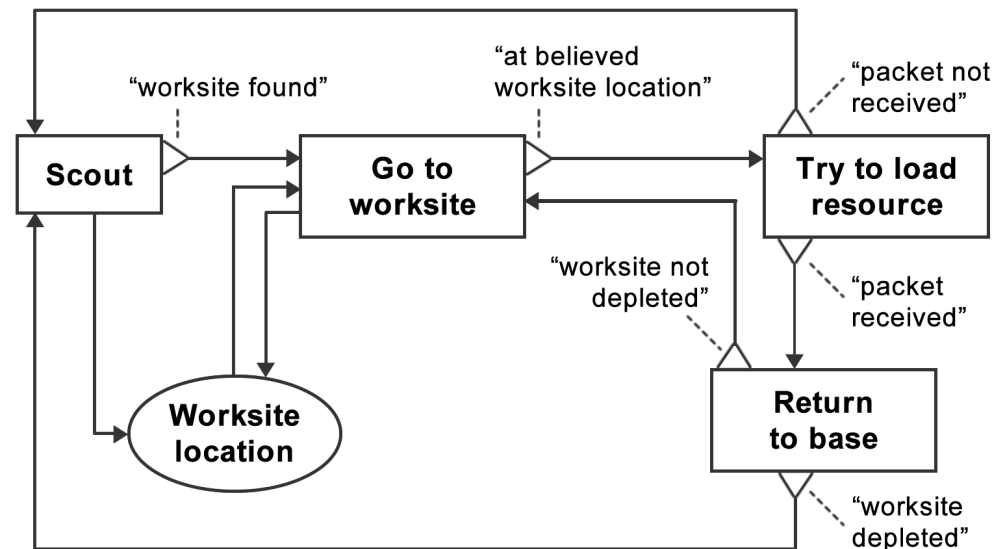 “worksite found”
“at believed
worksite location”
“packet not
received”
Scout
Go to
worksite
Try to load
resource
“worksite not
depleted”
“packet
received”
Worksite
location
Return
to base
“worksite
depleted”